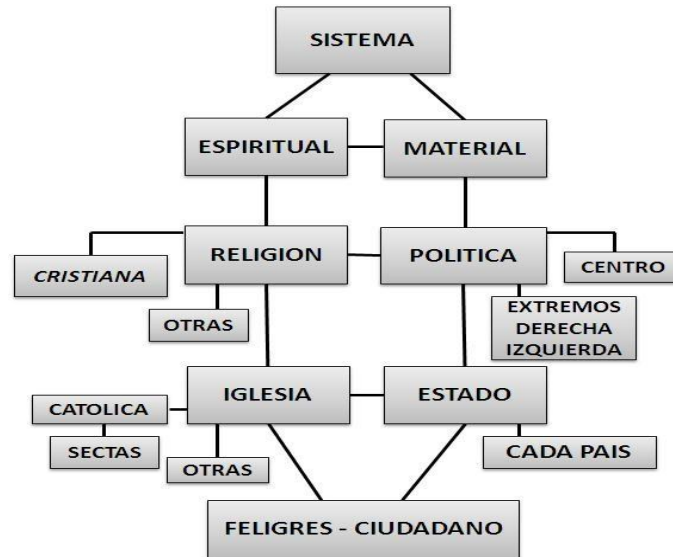 SISTEMA
ESPIRITUAL
MATERIAL
RELIGION
POLITICA
CRISTIANA
CENTRO
OTRAS
EXTREMOS
DERECHA
IZQUIERDA
IGLESIA
ESTADO
CATOLICA
SECTAS
OTRAS
CADA PAIS
FELIGRES - CIUDADANO